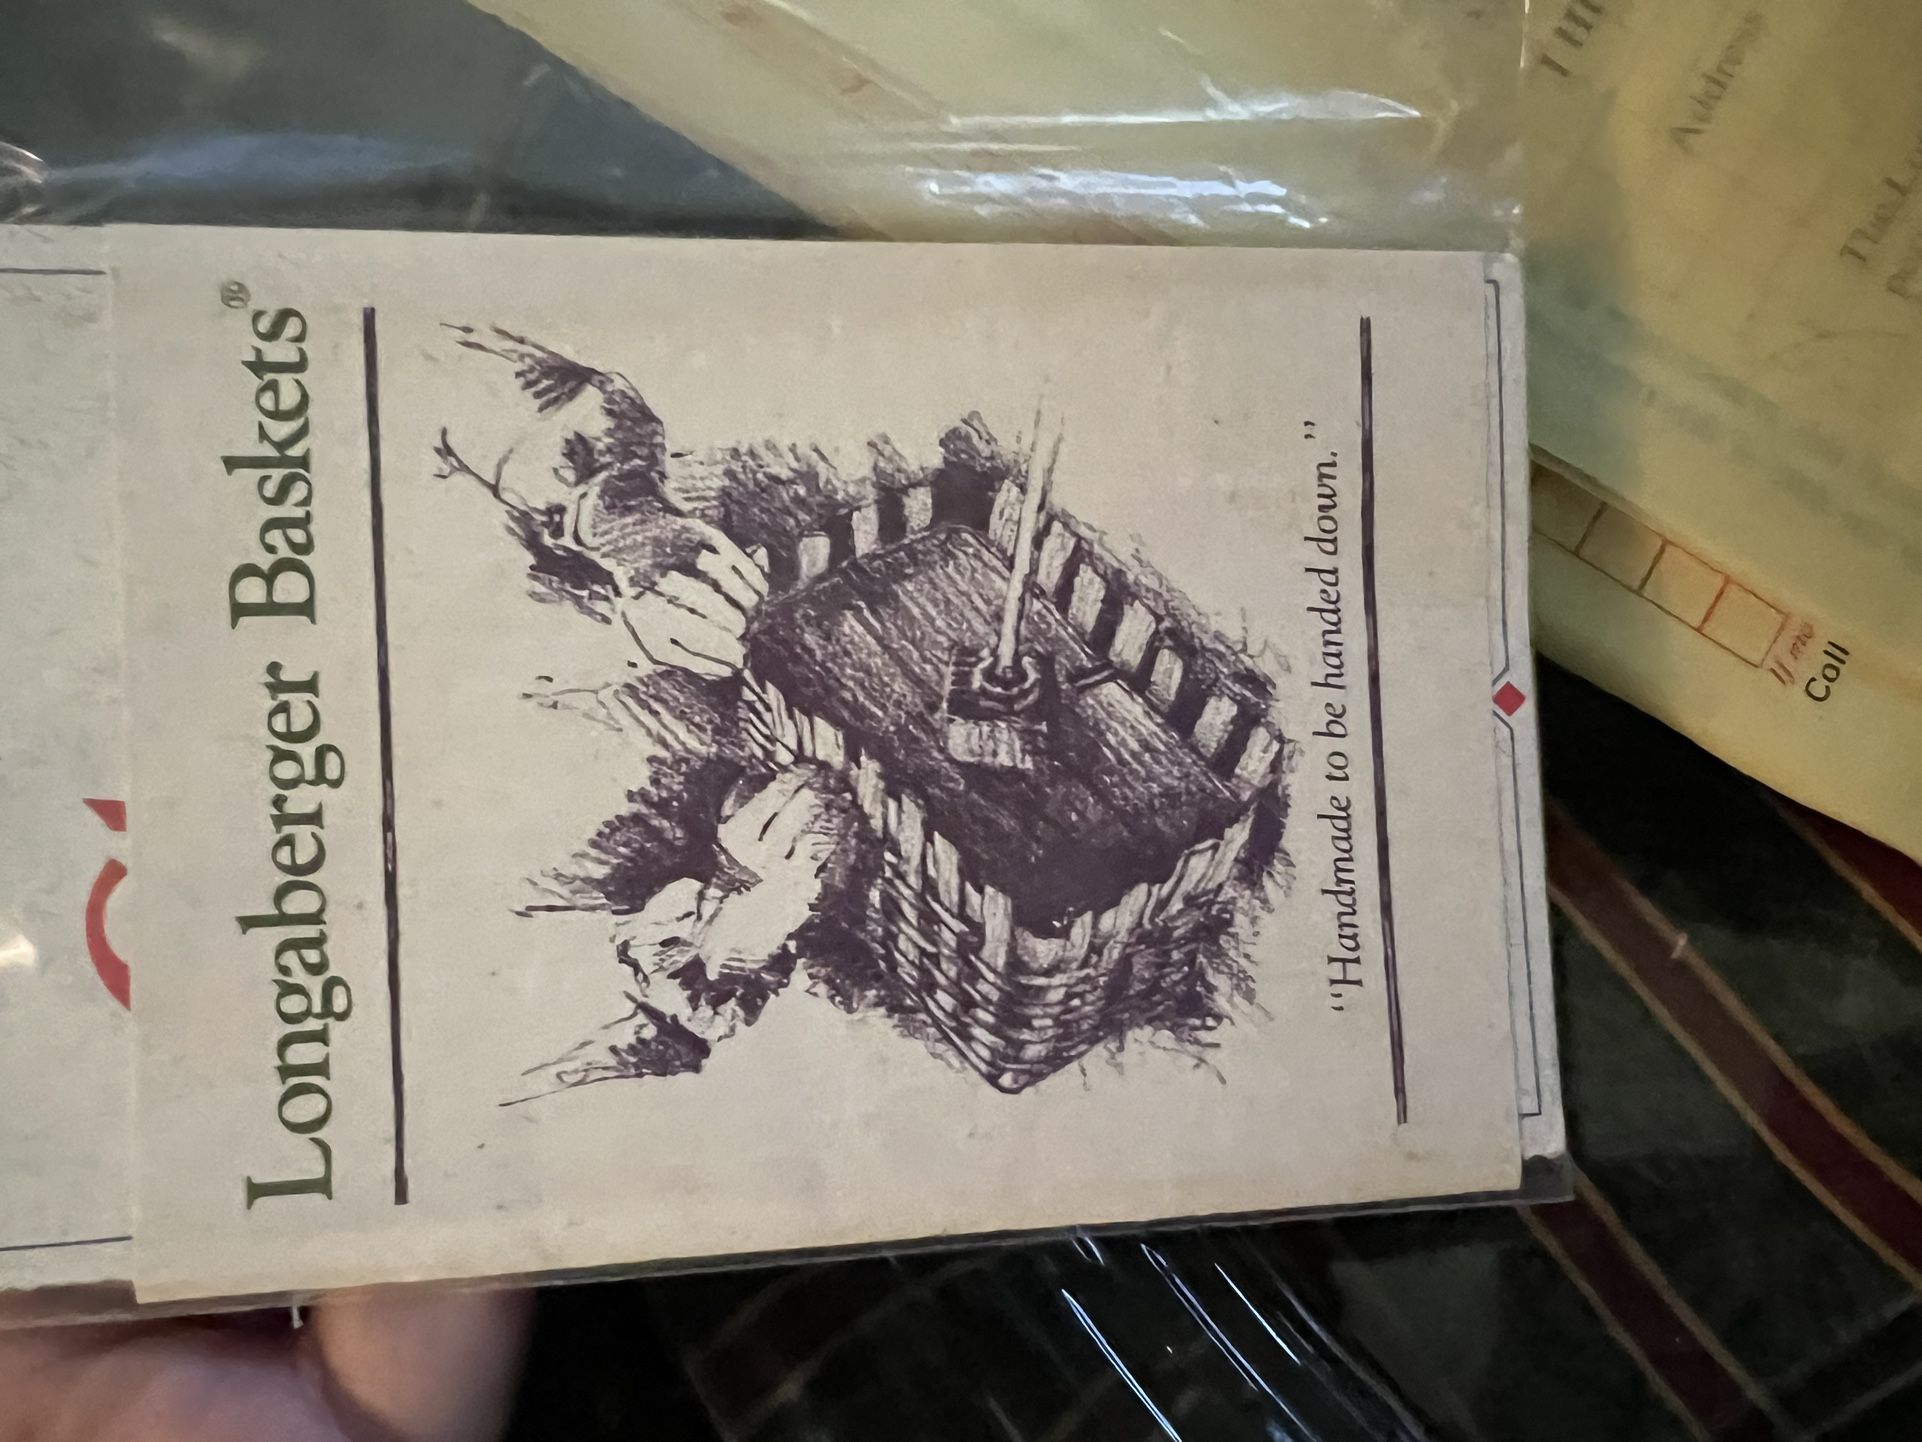 Longaberger Baskets®
“Handmade to be handed down.”
Address
Coll